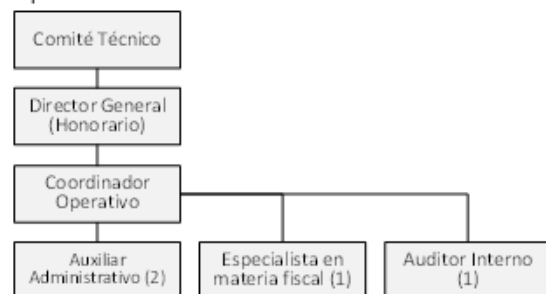 Comité Técnico
Director General
(Honorario)
Coordinador
Operativo
Auxiliar
Administrativo (2)
Especialista en
materia fiscal (1)
Auditor Interno
(1)